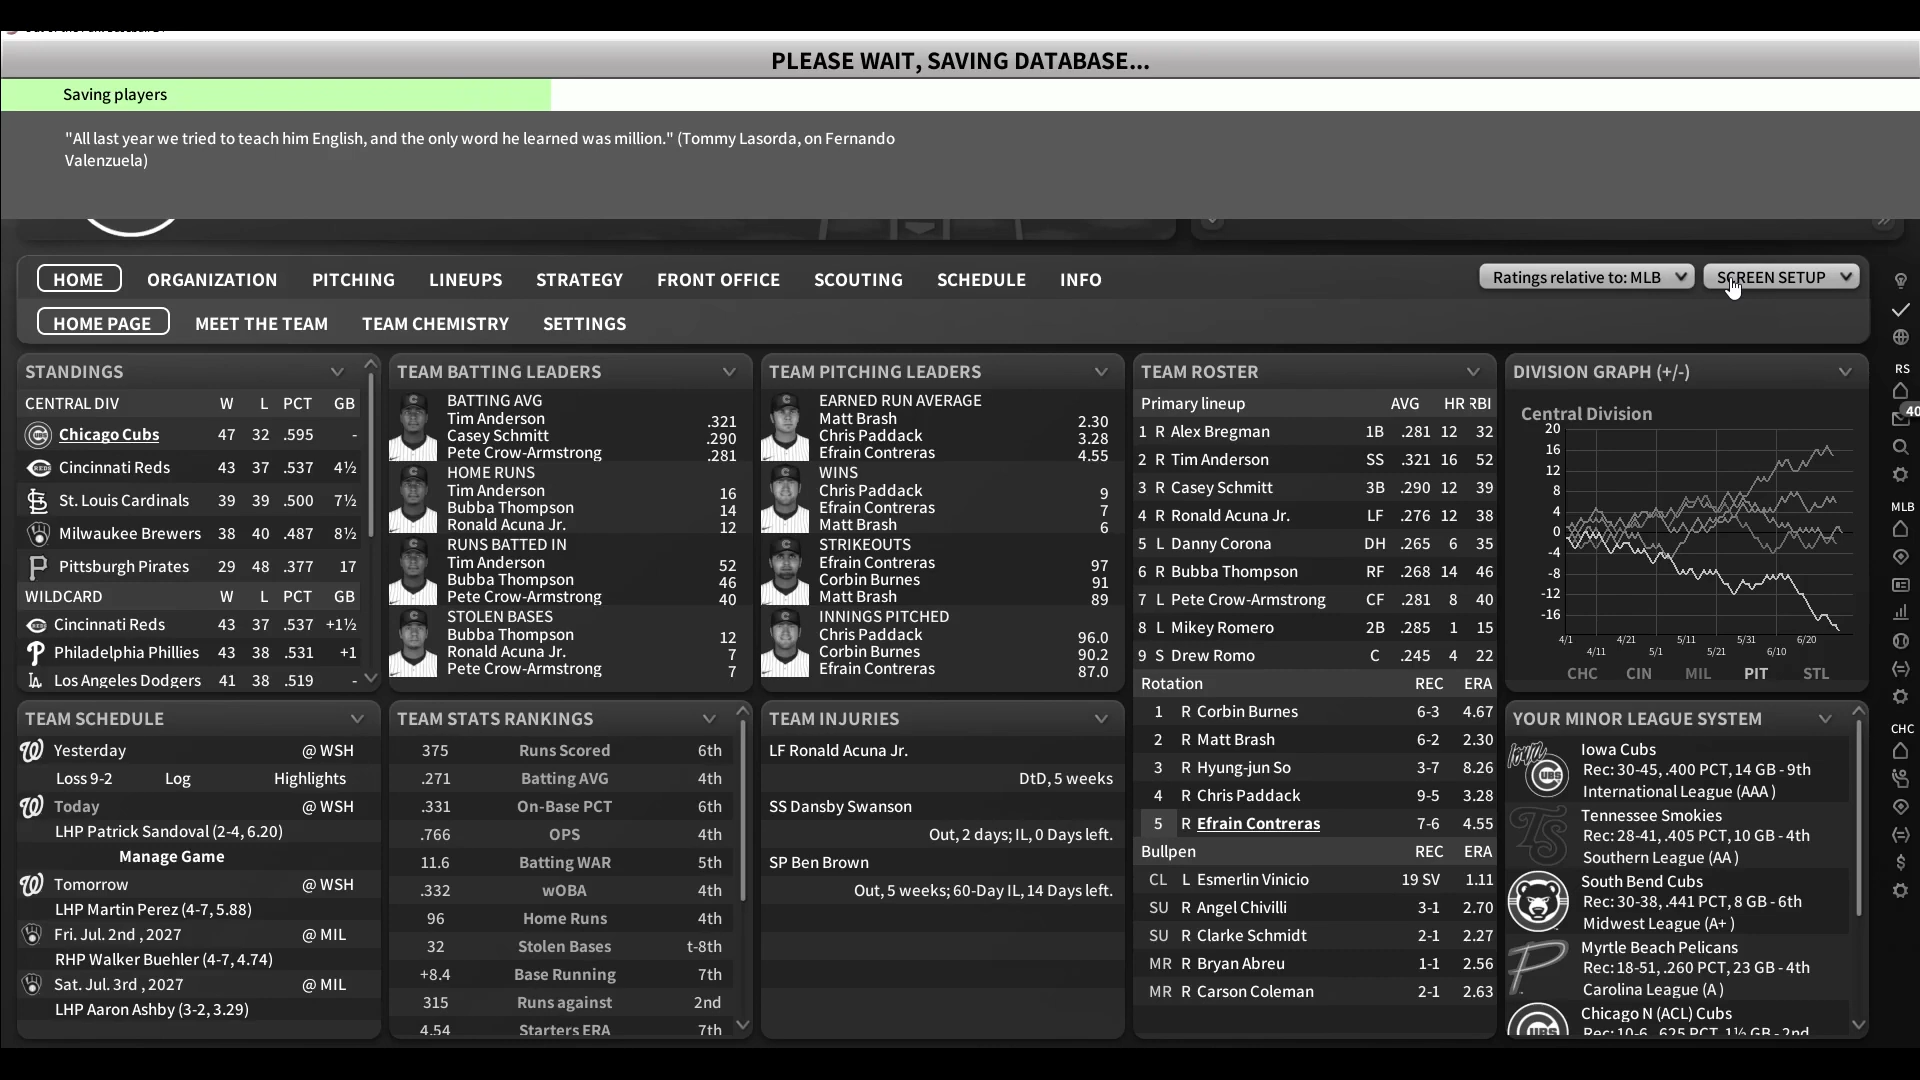 PLEASE WAIT, SAVING DATABASE...
Saving players
"All last year we tried to teach him English, and the only word he learned was million." (Tommy Lasorda, on Fernando
Valenzuela)
HOME ORGANIZATION PITCHING LINEUPS STRATEGY FRONT OFFICE SCOUTING SCHEDULE INFO
Ratings relative to: MLB SCREEN SETUP
HOME PAGE MEET THE TEAM TEAM CHEMISTRY SETTINGS
STANDINGS
CENTRAL DIV W L PCT GB
Chicago Cubs 47 32 .595 -
Cincinnati Reds 43 37 .537 4½
St. Louis Cardinals 39 39 .500 7½
Milwaukee Brewers 38 40 .487 8½
Pittsburgh Pirates 29 48 .377 17
WILDCARD W L PCT GB
Cincinnati Reds 43 37 .537 +1½
Philadelphia Phillies 43 38 .531 +1
Los Angeles Dodgers 41 38 .519 -
TEAM BATTING LEADERS
BATTING AVG
Tim Anderson .321
Casey Schmitt .290
Pete Crow-Armstrong .281
HOME RUNS
Tim Anderson 16
Bubba Thompson 14
Ronald Acuna Jr. 12
RUNS BATTED IN
Tim Anderson 52
Bubba Thompson 46
Pete Crow-Armstrong 40
STOLEN BASES
Bubba Thompson 12
Ronald Acuna Jr. 7
Pete Crow-Armstrong 7
TEAM PITCHING LEADERS
EARNED RUN AVERAGE
Matt Brash 2.30
Chris Paddack 3.28
Efrain Contreras 4.55
WINS
Chris Paddack 9
Efrain Contreras 7
Matt Brash 6
STRIKEOUTS
Efrain Contreras 97
Corbin Burnes 91
Matt Brash 89
INNINGS PITCHED
Chris Paddack 96.0
Corbin Burnes 90.2
Efrain Contreras 87.0
TEAM ROSTER
Primary lineup AVG HR RBI
1 R Alex Bregman 1B .281 12 32
2 R Tim Anderson SS .321 16 52
3 R Casey Schmitt 3B .290 12 39
4 R Ronald Acuna Jr. LF .276 12 38
5 L Danny Corona DH .265 6 35
6 R Bubba Thompson RF .268 14 46
7 L Pete Crow-Armstrong CF .281 8 40
8 L Mikey Romero 2B .285 1 15
9 S Drew Romo C .245 4 22
Rotation REC ERA
1 R Corbin Burnes 6-3 4.67
2 R Matt Brash 6-2 2.30
3 R Hyung-jun So 3-7 8.26
4 R Chris Paddack 9-5 3.28
5 R Efrain Contreras 7-6 4.55
Bullpen REC ERA
CL L Esmerlin Vinicio 19 SV 1.11
SU R Angel Chivilli 3-1 2.70
SU R Clarke Schmidt 2-1 2.27
MR R Bryan Abreu 1-1 2.56
MR R Carson Coleman 2-1 2.63
DIVISION GRAPH (+/-)
Central Division
20
16
12
8
4
0
-4
-8
-12
-16
4/1 4/21 5/11 5/31 6/20
4/11 5/1 5/21 6/10
CHC CIN MIL PIT STL
TEAM SCHEDULE
Yesterday @ WSH
Loss 9-2 Log Highlights
Today @ WSH
LHP Patrick Sandoval (2-4, 6.20)
Manage Game
Tomorrow @ WSH
LHP Martin Perez (4-7, 5.88)
Fri. Jul. 2nd , 2027 @ MIL
RHP Walker Buehler (4-7, 4.74)
Sat. Jul. 3rd , 2027 @ MIL
LHP Aaron Ashby (3-2, 3.29)
TEAM STATS RANKINGS
375 Runs Scored 6th
.271 Batting AVG 4th
.331 On-Base PCT 6th
.766 OPS 4th
11.6 Batting WAR 5th
.332 wOBA 4th
96 Home Runs 4th
32 Stolen Bases t-8th
+8.4 Base Running 7th
315 Runs against 2nd
4.54 Starters ERA 7th
TEAM INJURIES
LF Ronald Acuna Jr.
DtD, 5 weeks
SS Dansby Swanson
Out, 2 days; IL, 0 Days left.
SP Ben Brown
Out, 5 weeks; 60-Day IL, 14 Days left.
YOUR MINOR LEAGUE SYSTEM
Iowa Cubs
Rec: 30-45, .400 PCT, 14 GB - 9th
International League (AAA )
Tennessee Smokies
Rec: 28-41, .405 PCT, 10 GB - 4th
Southern League (AA )
South Bend Cubs
Rec: 30-38, .441 PCT, 8 GB - 6th
Midwest League (A+ )
Myrtle Beach Pelicans
Rec: 18-51, .260 PCT, 23 GB - 4th
Carolina League (A )
Chicago N (ACL) Cubs
Rec: 10-6, .625 PCT, 1½ GB - 2nd
RS
40
MLB
CHC